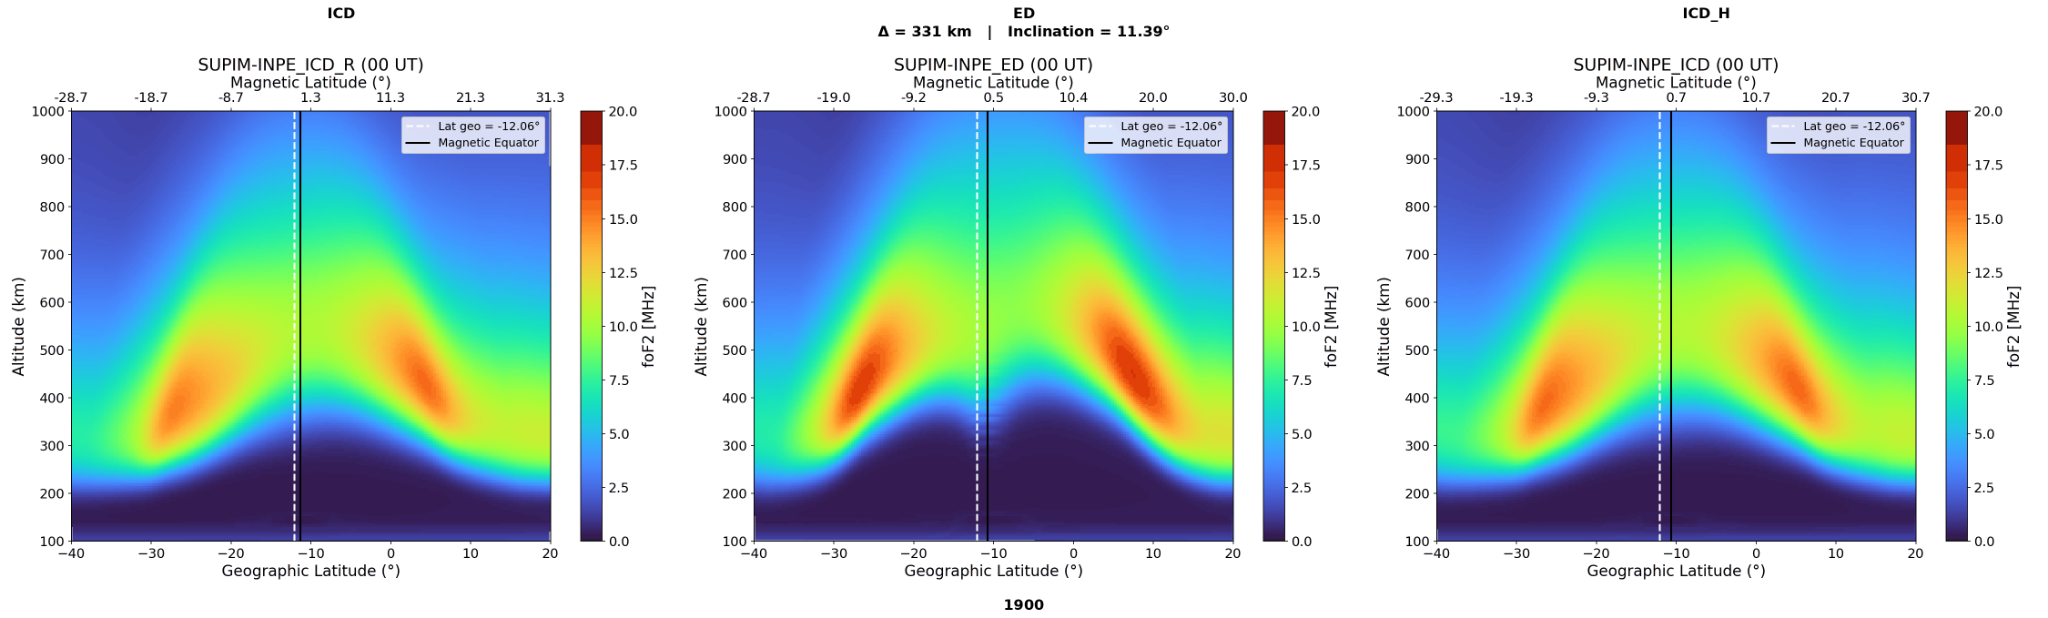 ICD
SUPIM-INPE_ICD_R (00 UT)
Magnetic Latitude (°)
-28.7 -18.7 -8.7 1.3 11.3 21.3 31.3
Lat geo = -12.06°
Magnetic Equator
1000
900
800
700
600
500
400
300
200
100
Altitude (km)
−40 −30 −20 −10 0 10 20
Geographic Latitude (°)
20.0
17.5
15.0
12.5
10.0
7.5
5.0
2.5
0.0
foF2 [MHz]
ED
Δ = 331 km | Inclination = 11.39°
SUPIM-INPE_ED (00 UT)
Magnetic Latitude (°)
-28.7 -19.0 -9.2 0.5 10.4 20.0 30.0
Lat geo = -12.06°
Magnetic Equator
1000
900
800
700
600
500
400
300
200
100
Altitude (km)
−40 −30 −20 −10 0 10 20
Geographic Latitude (°)
20.0
17.5
15.0
12.5
10.0
7.5
5.0
2.5
0.0
foF2 [MHz]
ICD_H
SUPIM-INPE_ICD (00 UT)
Magnetic Latitude (°)
-29.3 -19.3 -9.3 0.7 10.7 20.7 30.7
Lat geo = -12.06°
Magnetic Equator
1000
900
800
700
600
500
400
300
200
100
Altitude (km)
−40 −30 −20 −10 0 10 20
Geographic Latitude (°)
20.0
17.5
15.0
12.5
10.0
7.5
5.0
2.5
0.0
foF2 [MHz]
1900